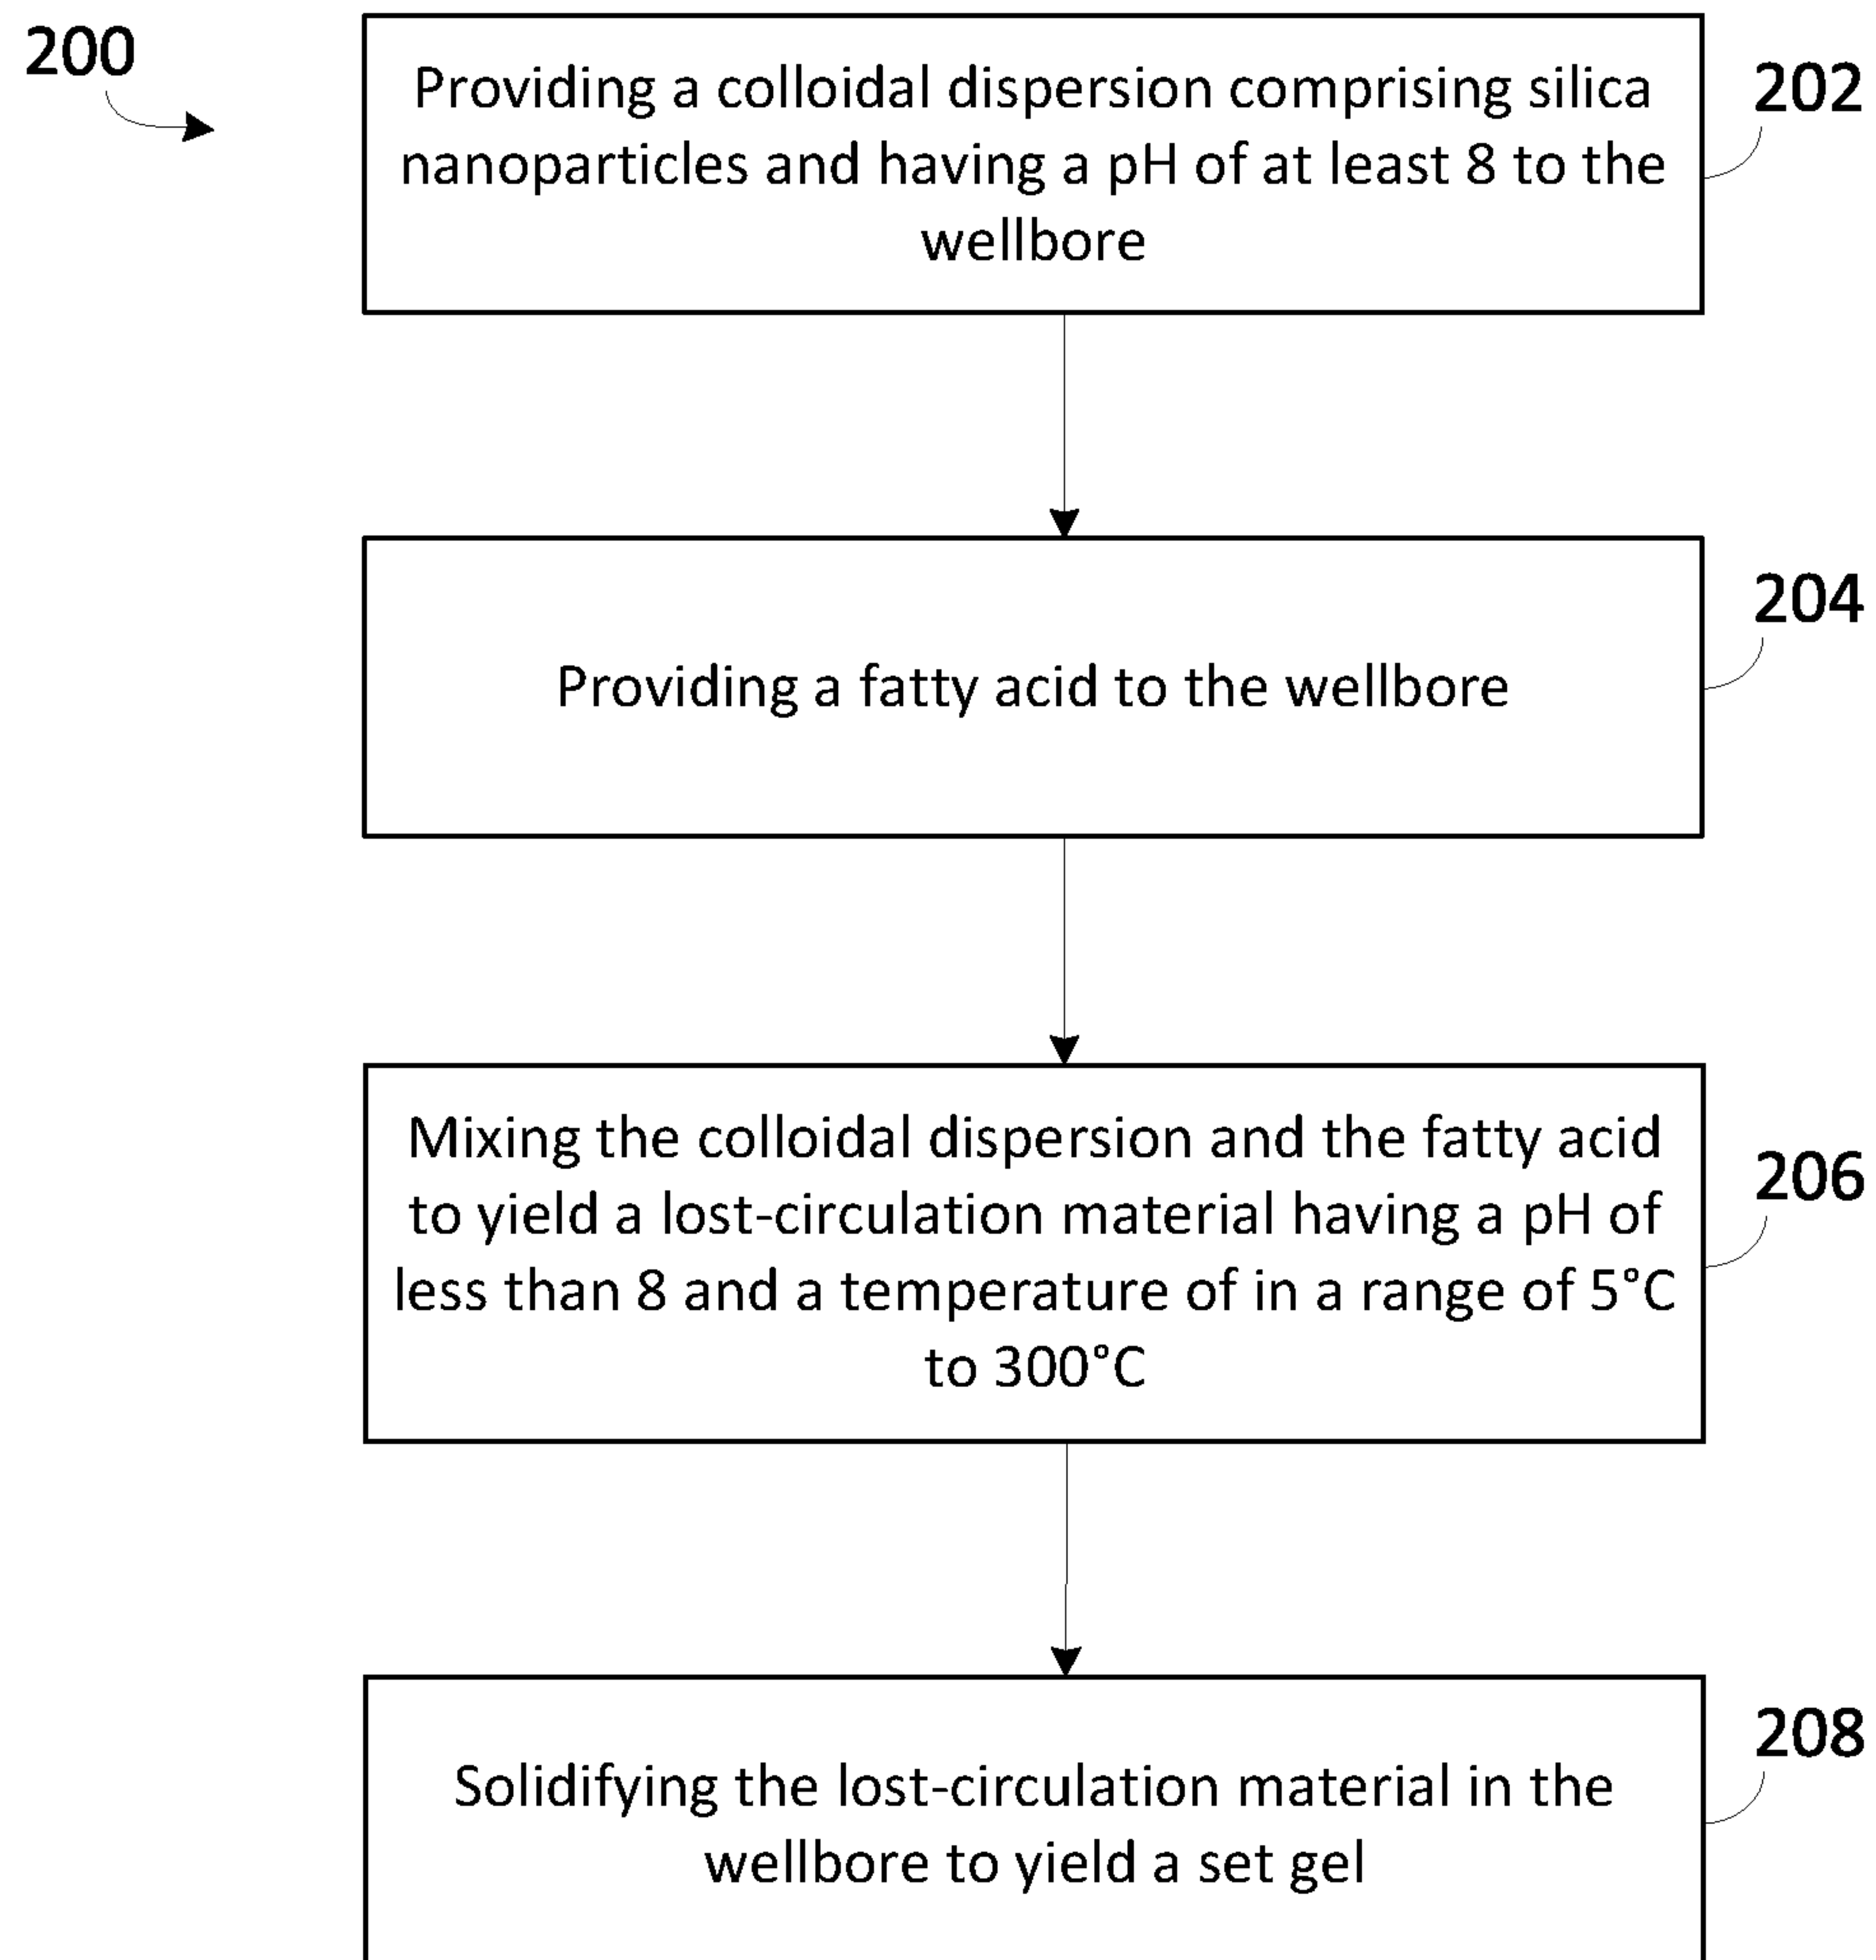 200
Providing a colloidal dispersion comprising silica
nanoparticles and having a pH of at least 8 to the
wellbore
202
Providing a fatty acid to the wellbore
204
Mixing the colloidal dispersion and the fatty acid
to yield a lost-circulation material having a pH of
less than 8 and a temperature of in a range of 5°C
to 300°C
206
Solidifying the lost-circulation material in the
wellbore to yield a set gel
208